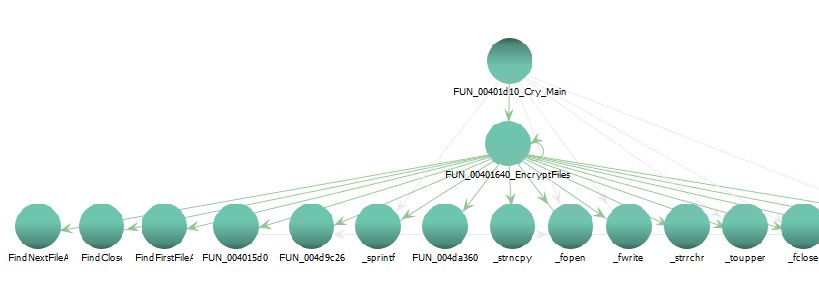 FUN_00401d10_Cry_Main
FUN_00401640_EncryptFiles
FindNextFileA
FindClose
FindFirstFileA
FUN_004015d0
FUN_004d9c26
_sprintf
FUN_004da360
_strncpy
_fopen
_fwrite
_strrchr
_toupper
_fclose